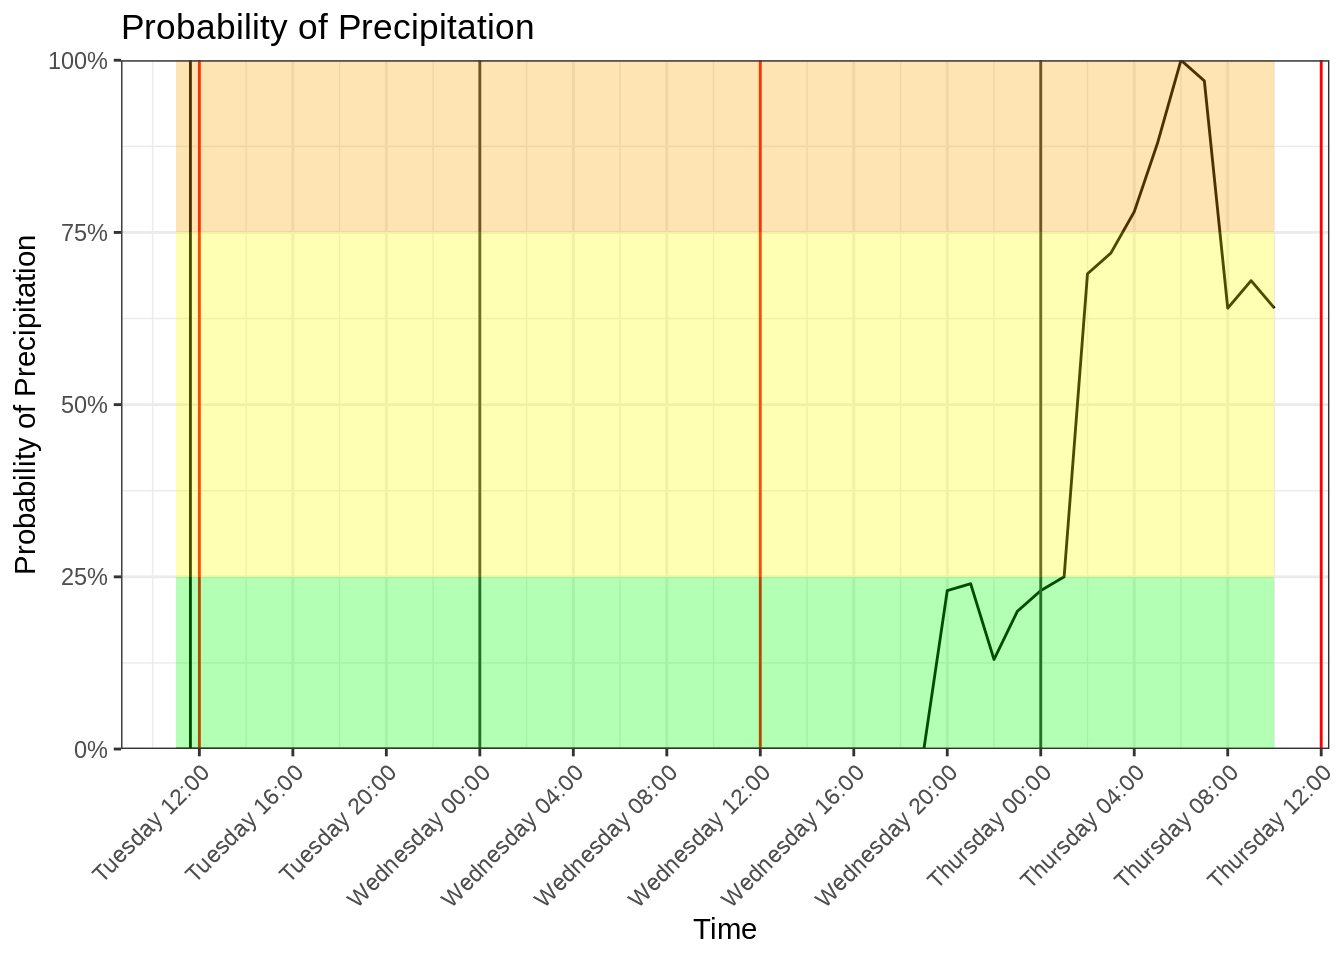 Probability of Precipitation
Probability of Precipitation
100%
75%
50%
25%
0%
Tuesday 12:00
Tuesday 16:00
Tuesday 20:00
Wednesday 00:00
Wednesday 04:00
Wednesday 08:00
Wednesday 12:00
Wednesday 16:00
Wednesday 20:00
Thursday 00:00
Thursday 04:00
Thursday 08:00
Thursday 12:00
Time